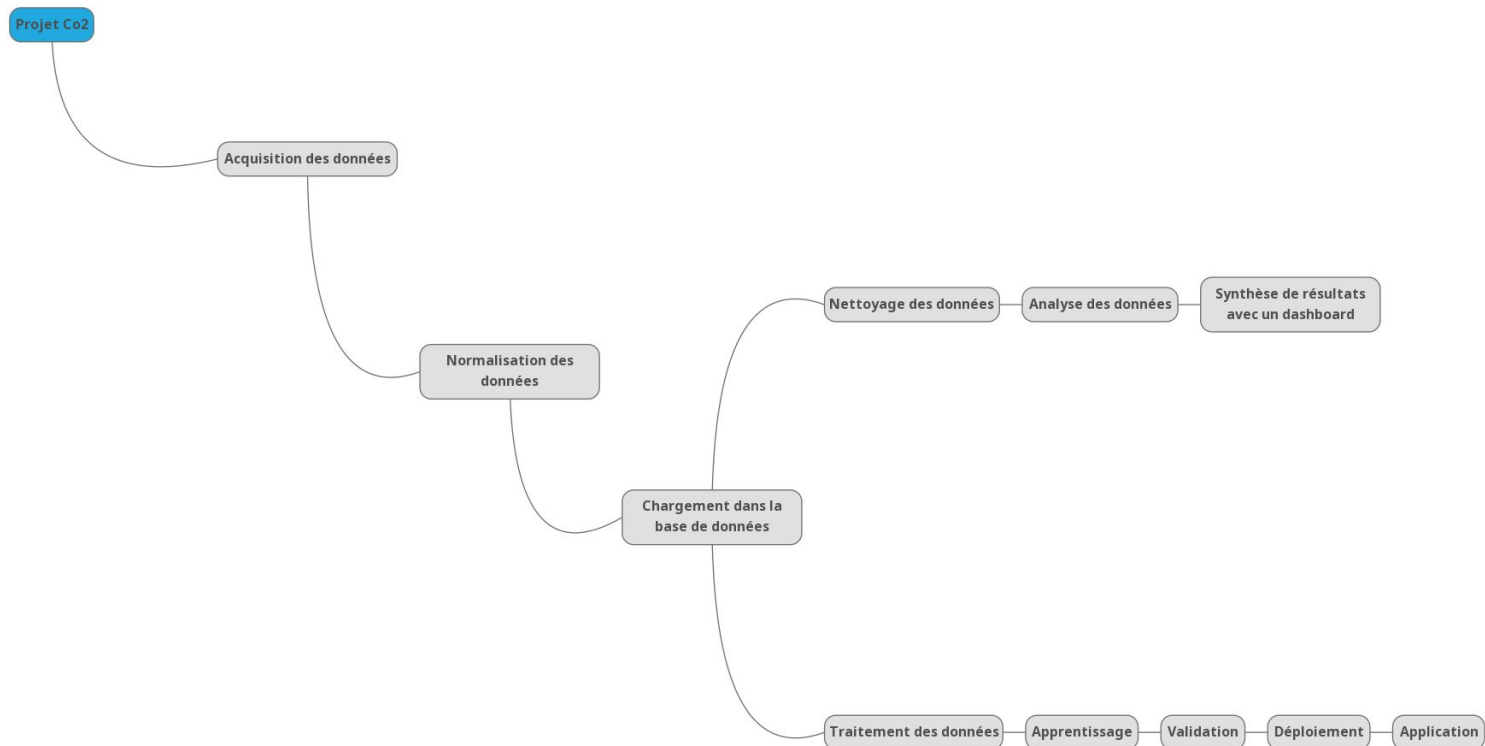 Projet Co2
Acquisition des données
Normalisation des
données
Chargement dans la
base de données
Nettoyage des données
Analyse des données
Synthèse de résultats
avec un dashboard
Traitement des données
Apprentissage
Validation
Déploiement
Application